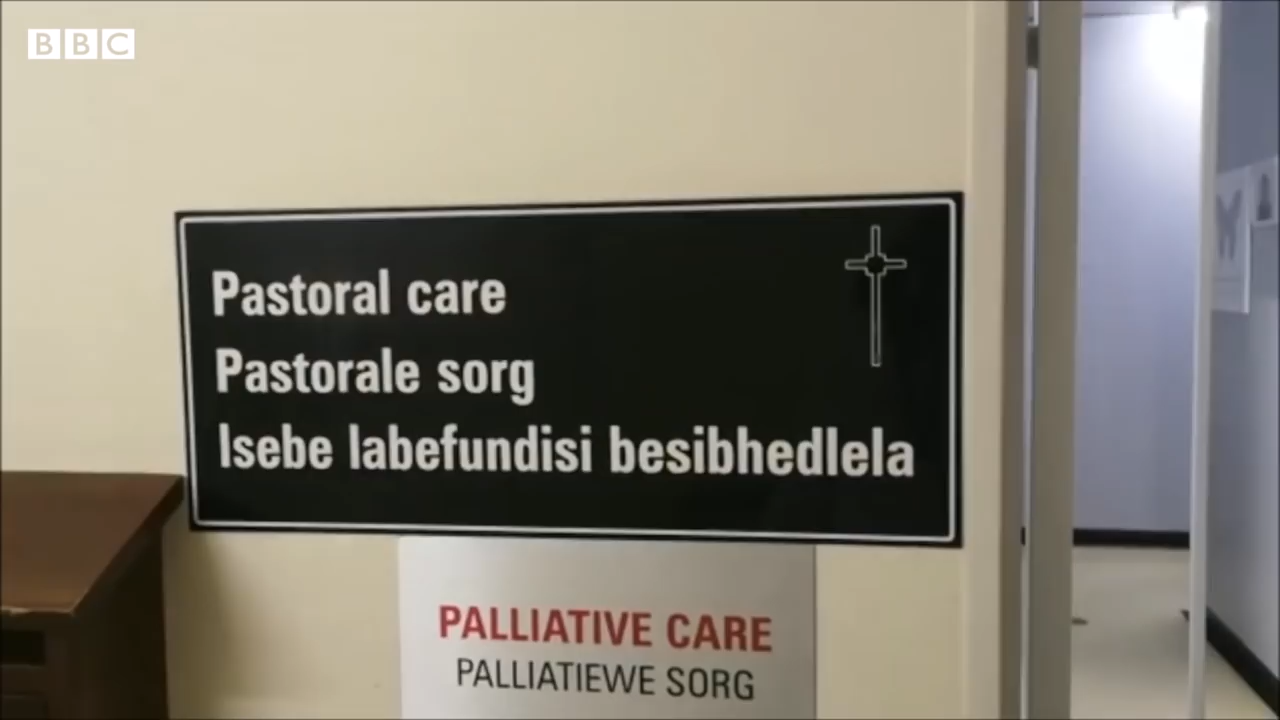 BBC
Pastoral care
Pastorale sorg
Isebe labefundisi besibhedlela
PALLIATIVE CARE
PALLIATIEWE SORG